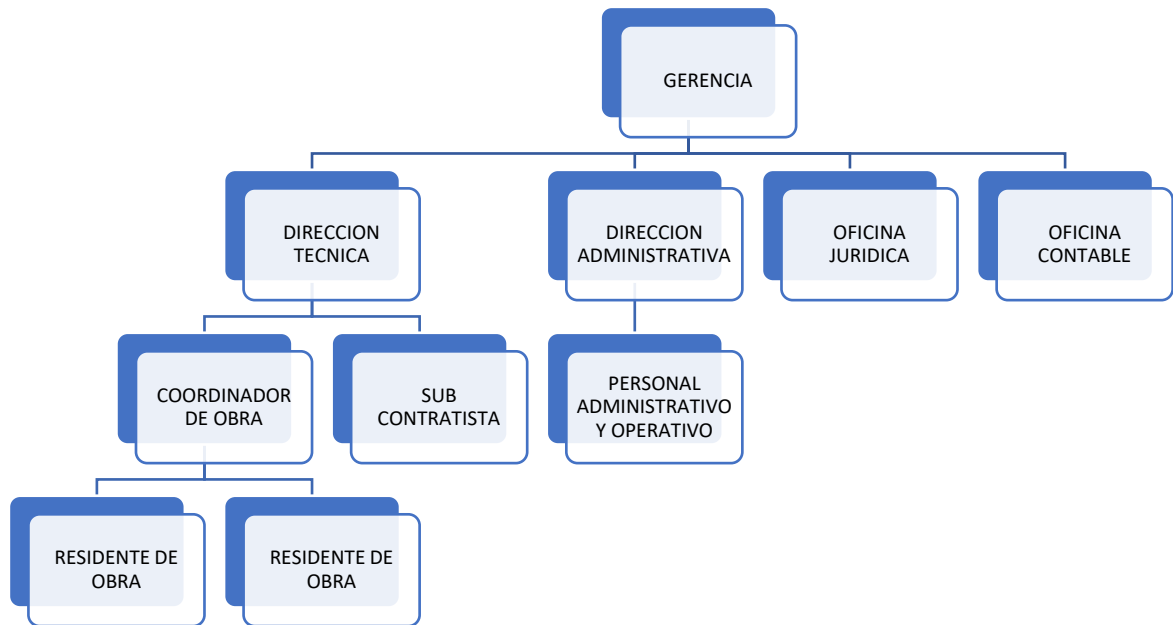 GERENCIA
DIRECCION
TECNICA
DIRECCION
ADMINISTRATIVA
OFICINA
JURIDICA
OFICINA
CONTABLE
COORDINADOR
DE OBRA
SUB
CONTRATISTA
PERSONAL
ADMINISTRATIVO
Y OPERATIVO
RESIDENTE DE
OBRA
RESIDENTE DE
OBRA